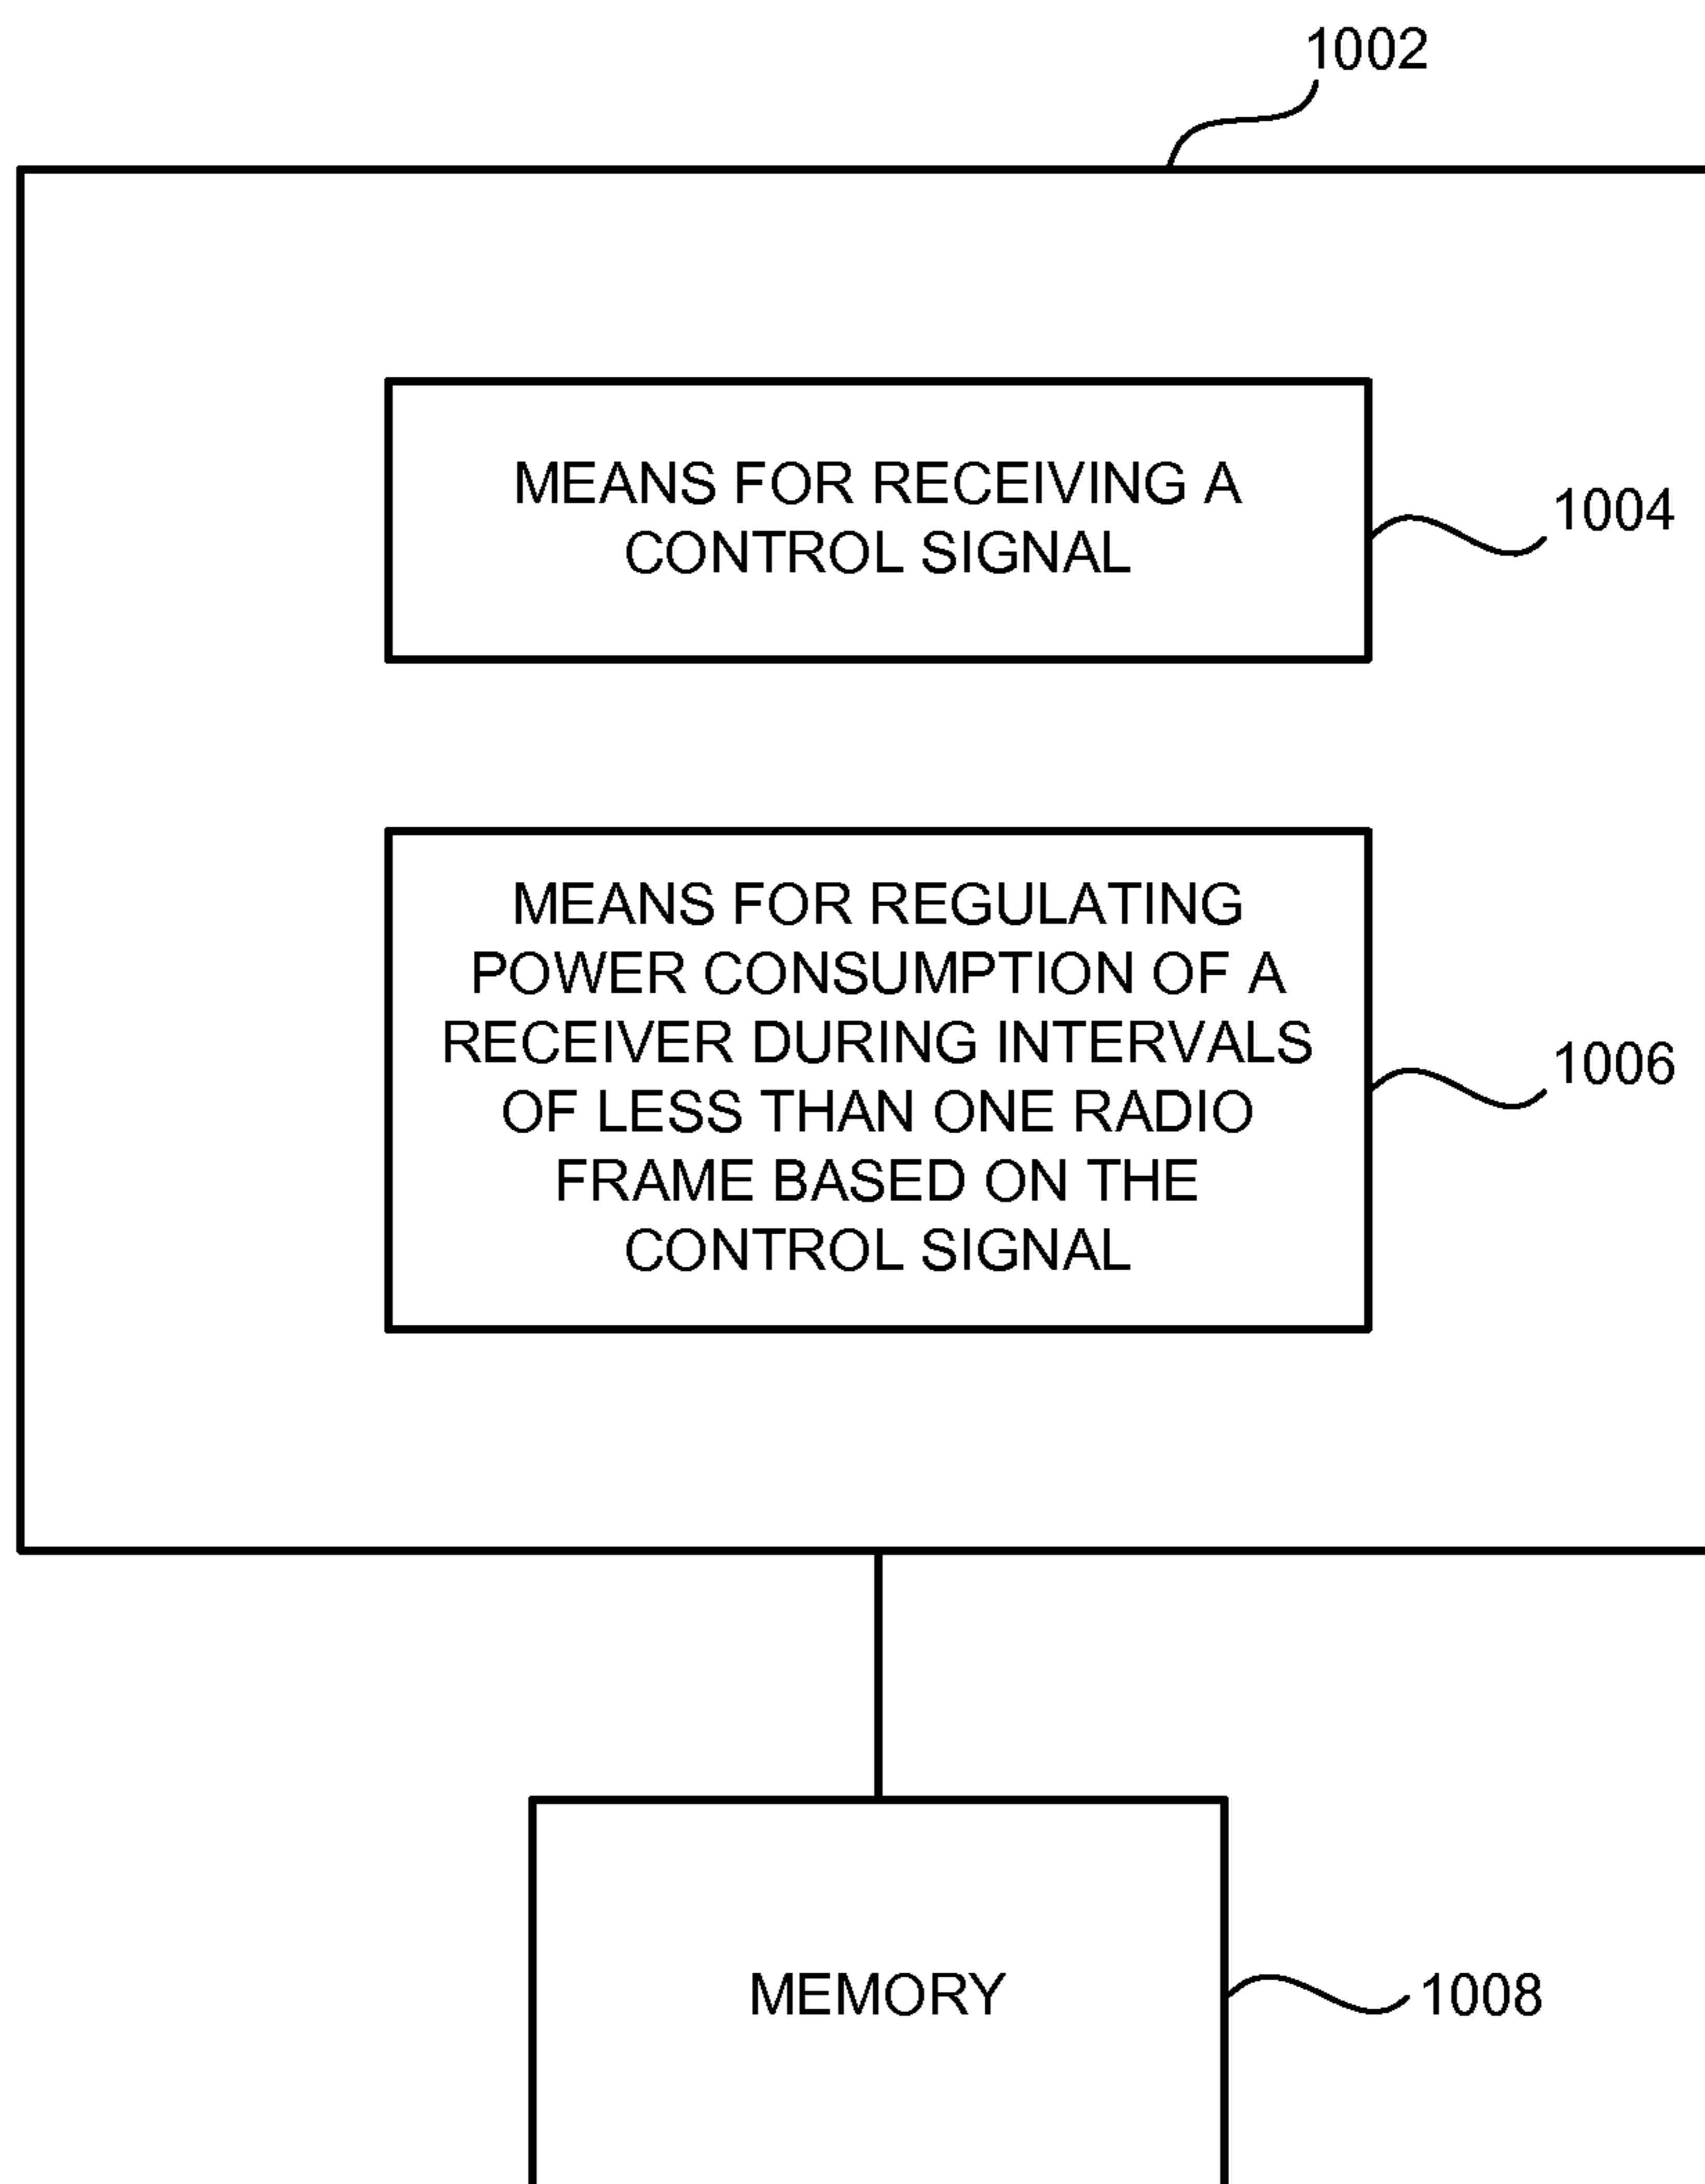 1002
MEANS FOR RECEIVING A
CONTROL SIGNAL
1004
MEANS FOR REGULATING
POWER CONSUMPTION OF A
RECEIVER DURING INTERVALS
OF LESS THAN ONE RADIO
FRAME BASED ON THE
CONTROL SIGNAL
1006
MEMORY
1008